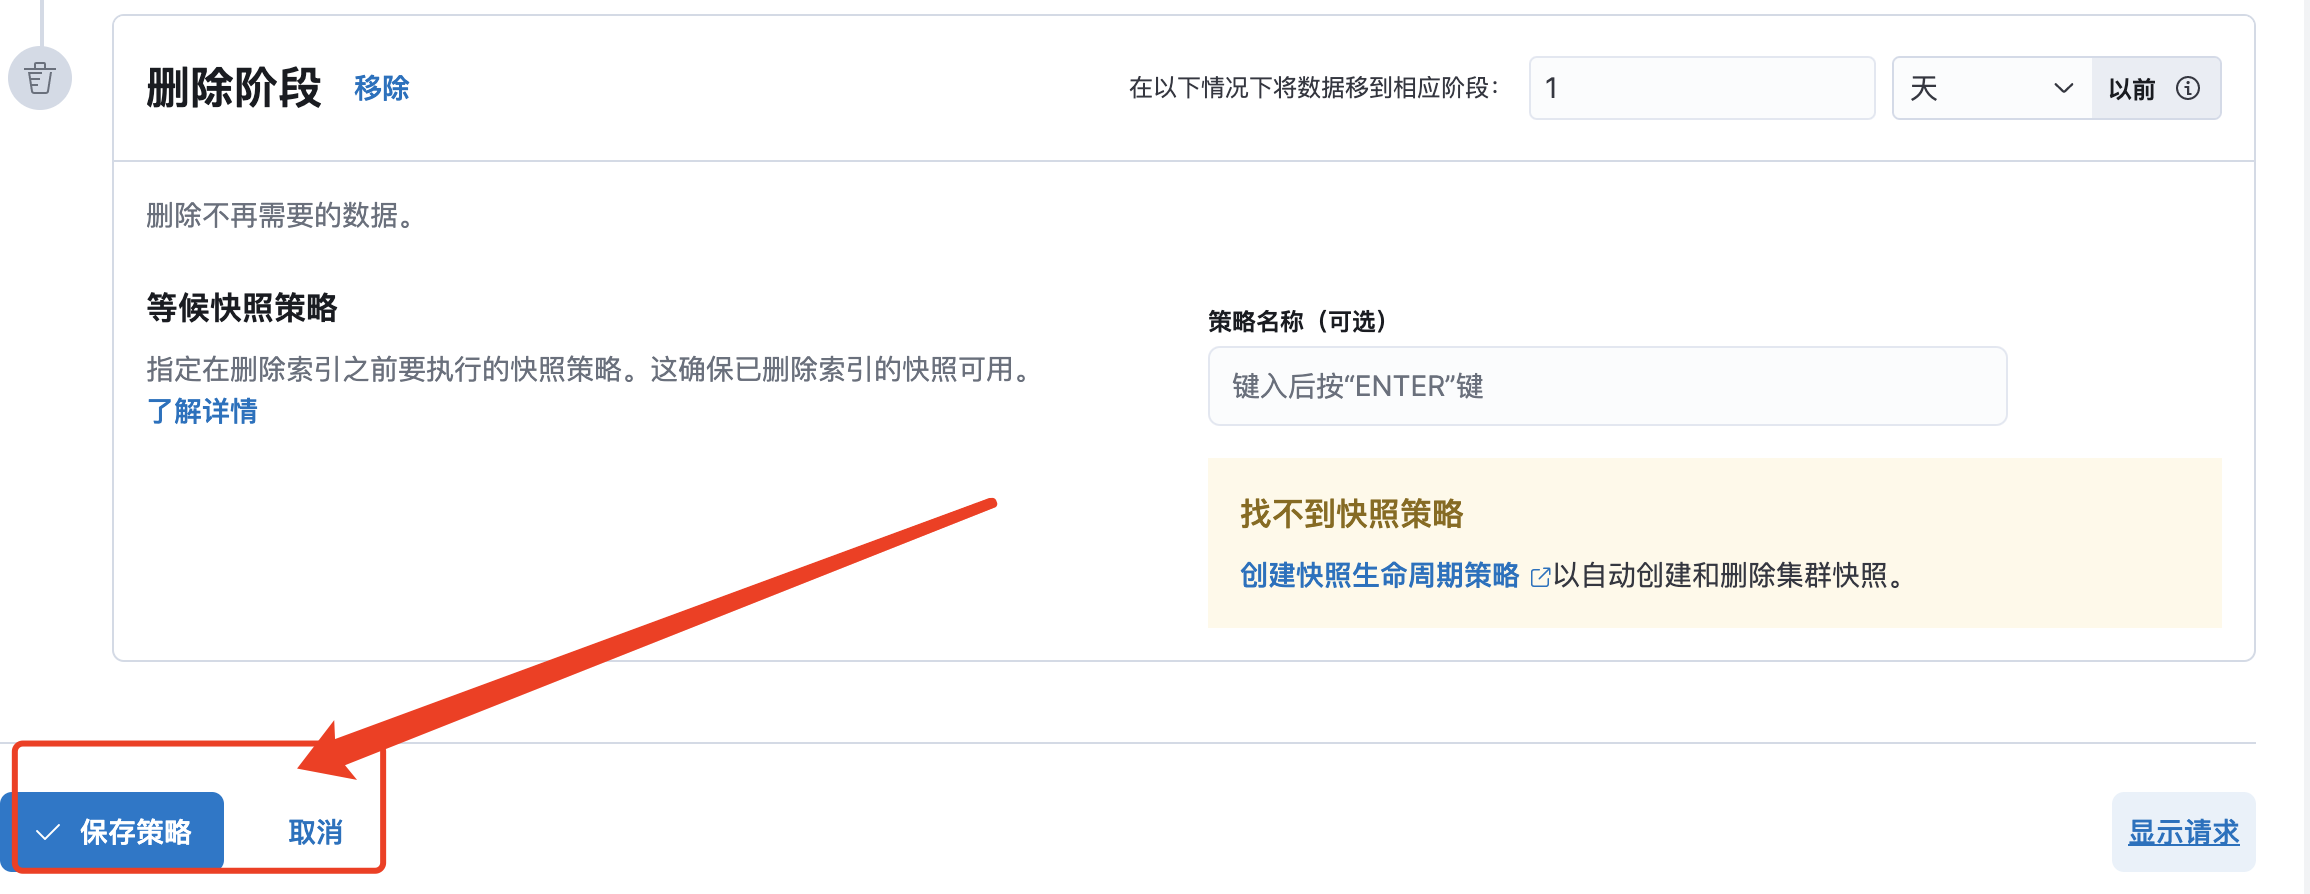 删除阶段 移除 在以下情况下将数据移到相应阶段： 1 天 以前
删除不再需要的数据。
等候快照策略
指定在删除索引之前要执行的快照策略。这确保已删除索引的快照可用。
了解详情
策略名称（可选）
键入后按“ENTER”键
找不到快照策略
创建快照生命周期策略 以自动创建和删除集群快照。
保存策略 取消 显示请求